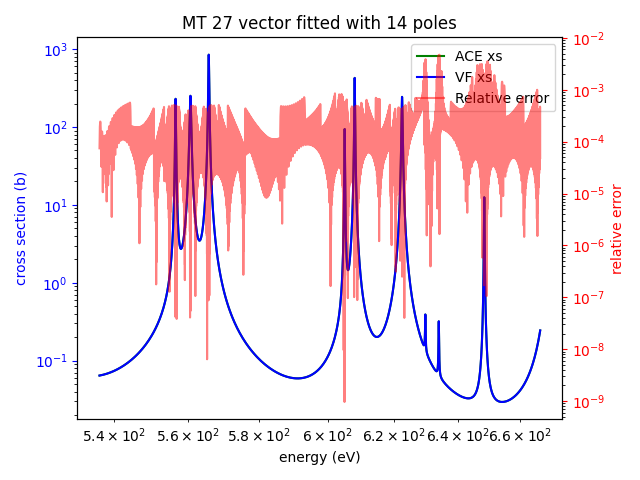 MT 27 vector fitted with 14 poles
ACE xs
VF xs
Relative error
cross section (b)
10³
10²
10¹
10⁰
10⁻¹
relative error
10⁻²
10⁻³
10⁻⁴
10⁻⁵
10⁻⁶
10⁻⁷
10⁻⁸
10⁻⁹
5.4 × 10² 5.6 × 10² 5.8 × 10² 6 × 10² 6.2 × 10² 6.4 × 10² 6.6 × 10²
energy (eV)